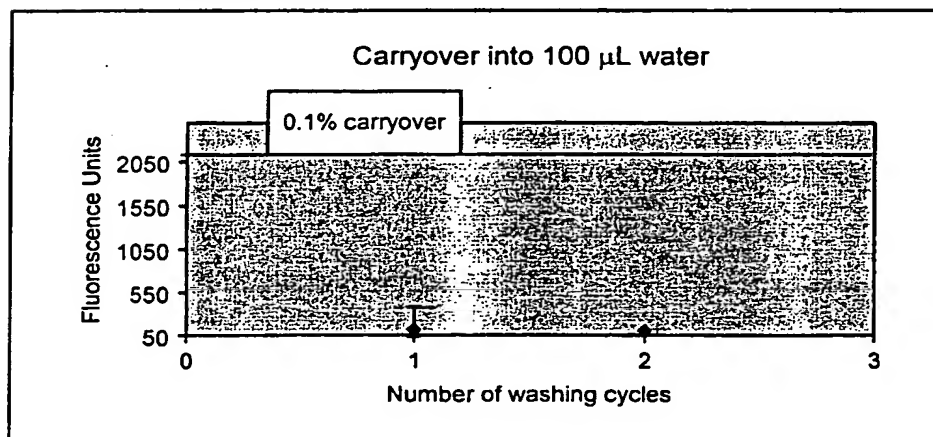 Carryover into 100 µL water
0.1% carryover
Fluorescence Units
2050
1550
1050
550
50
0
1
2
3
Number of washing cycles